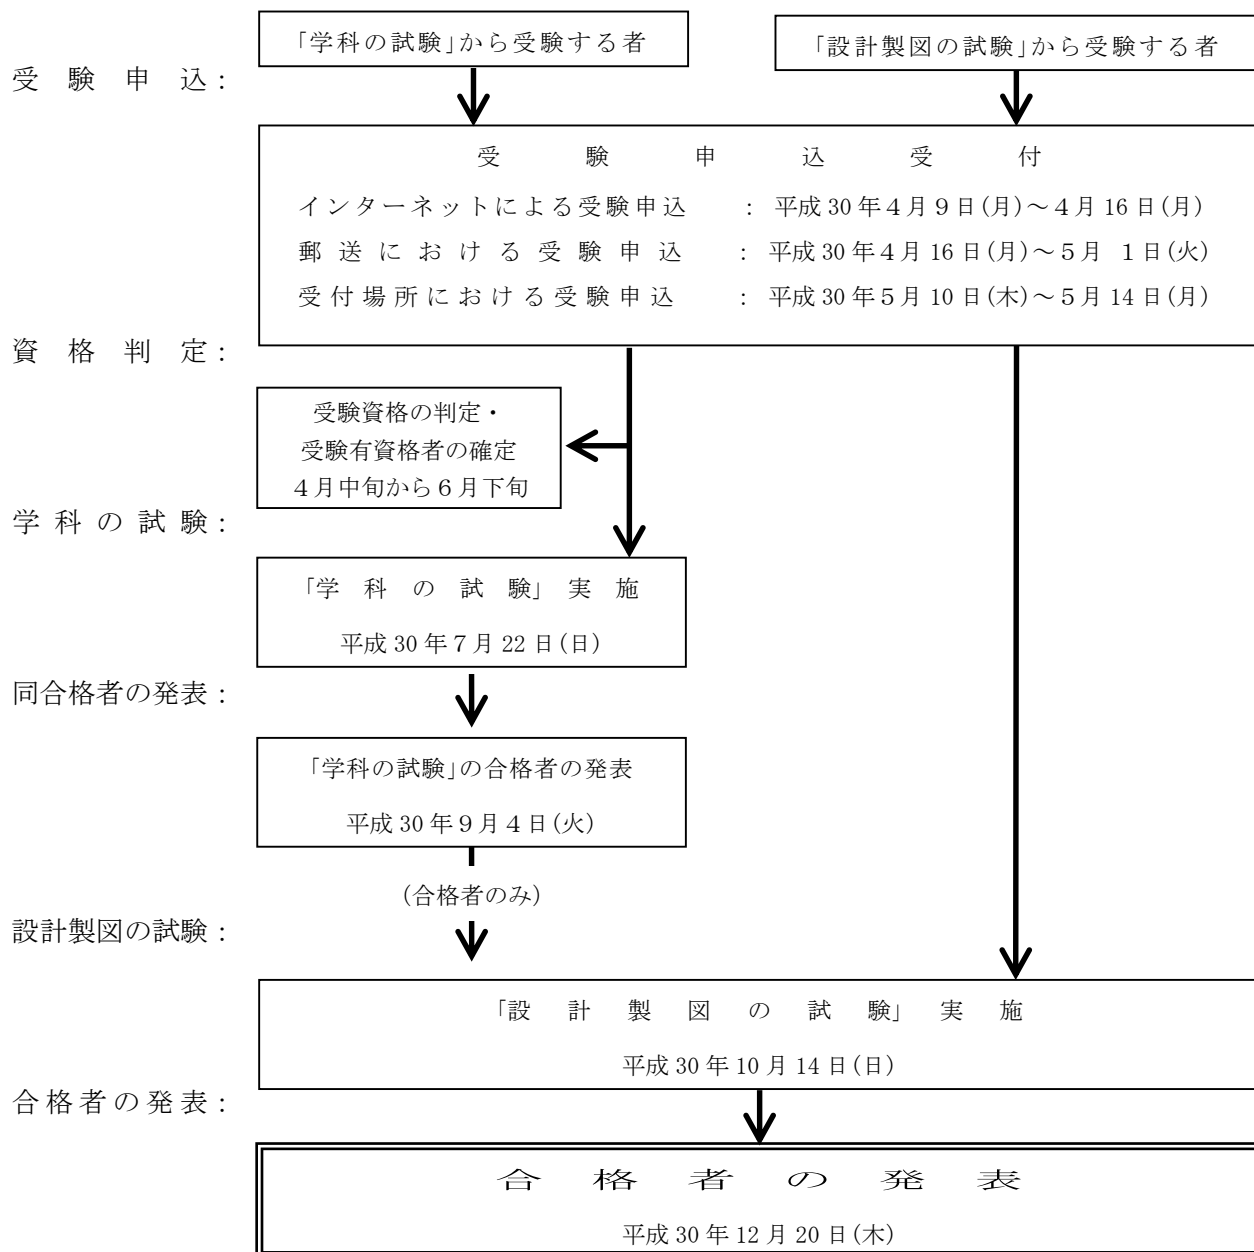 「学科の試験」から受験する者
「設計製図の試験」から受験する者
受験申込：
受験申込受付
インターネットによる受験申込 ： 平成30年４月９日(月)～４月16日(月)
郵送における受験申込 ： 平成30年４月16日(月)～５月 １日(火)
受付場所における受験申込 ： 平成30年５月10日(木)～５月14日(月)
資格判定：
受験資格の判定・
受験有資格者の確定
４月中旬から６月下旬
学科の試験：
「学科の試験」実施
平成30年７月22日(日)
同合格者の発表：
「学科の試験」の合格者の発表
平成30年９月４日(火)
(合格者のみ)
設計製図の試験：
「設計製図の試験」実施
平成30年10月14日(日)
合格者の発表：
合格者の発表
平成30年12月20日(木)